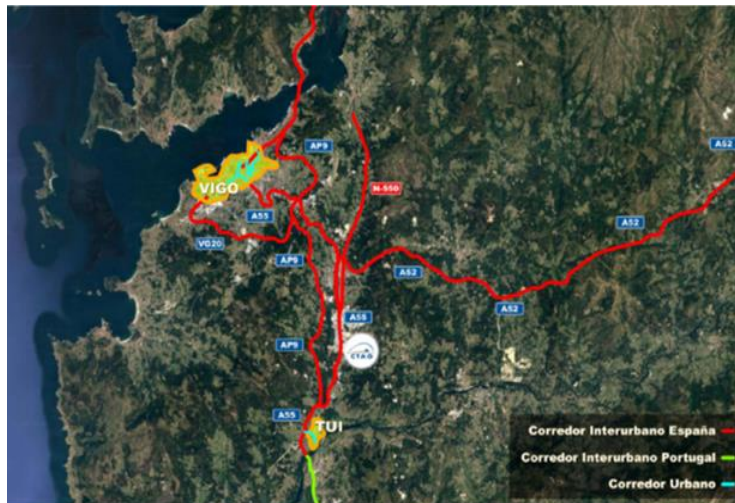 A52
AP9
N-550
VIGO
A55
A52
VG20
AP9
A52
A52
A55
AP9
CTAG
A55
TUI
Corredor Interurbano España
Corredor Interurbano Portugal
Corredor Urbano